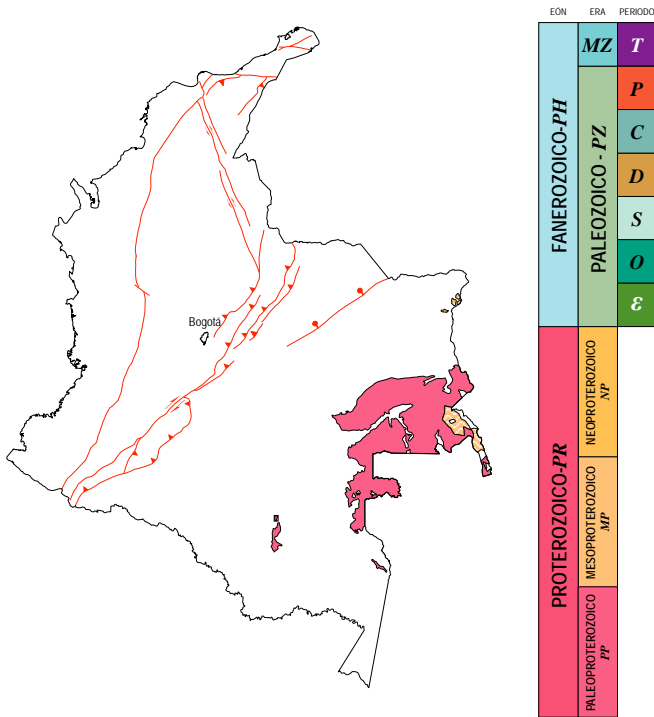 EÓN
ERA
PERIODO
MZ
T
FANEROZOICO-PH
PALEOZOICO - PZ
P
C
D
S
O
Ɛ
Bogotá
PROTEROZOICO-PR
NEOPROTEROZOICO
NP
MESOPROTEROZOICO
MP
PALEOPROTEROZOICO
PP